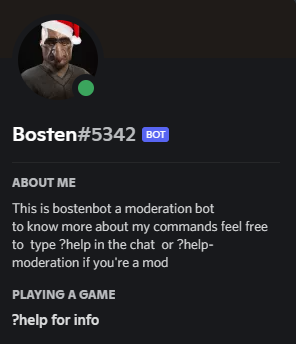 Bosten#5342 BOT
ABOUT ME
This is bostenbot a moderation bot
to know more about my commands feel free
to  type ?help in the chat  or ?help-
moderation if you're a mod
PLAYING A GAME
?help for info